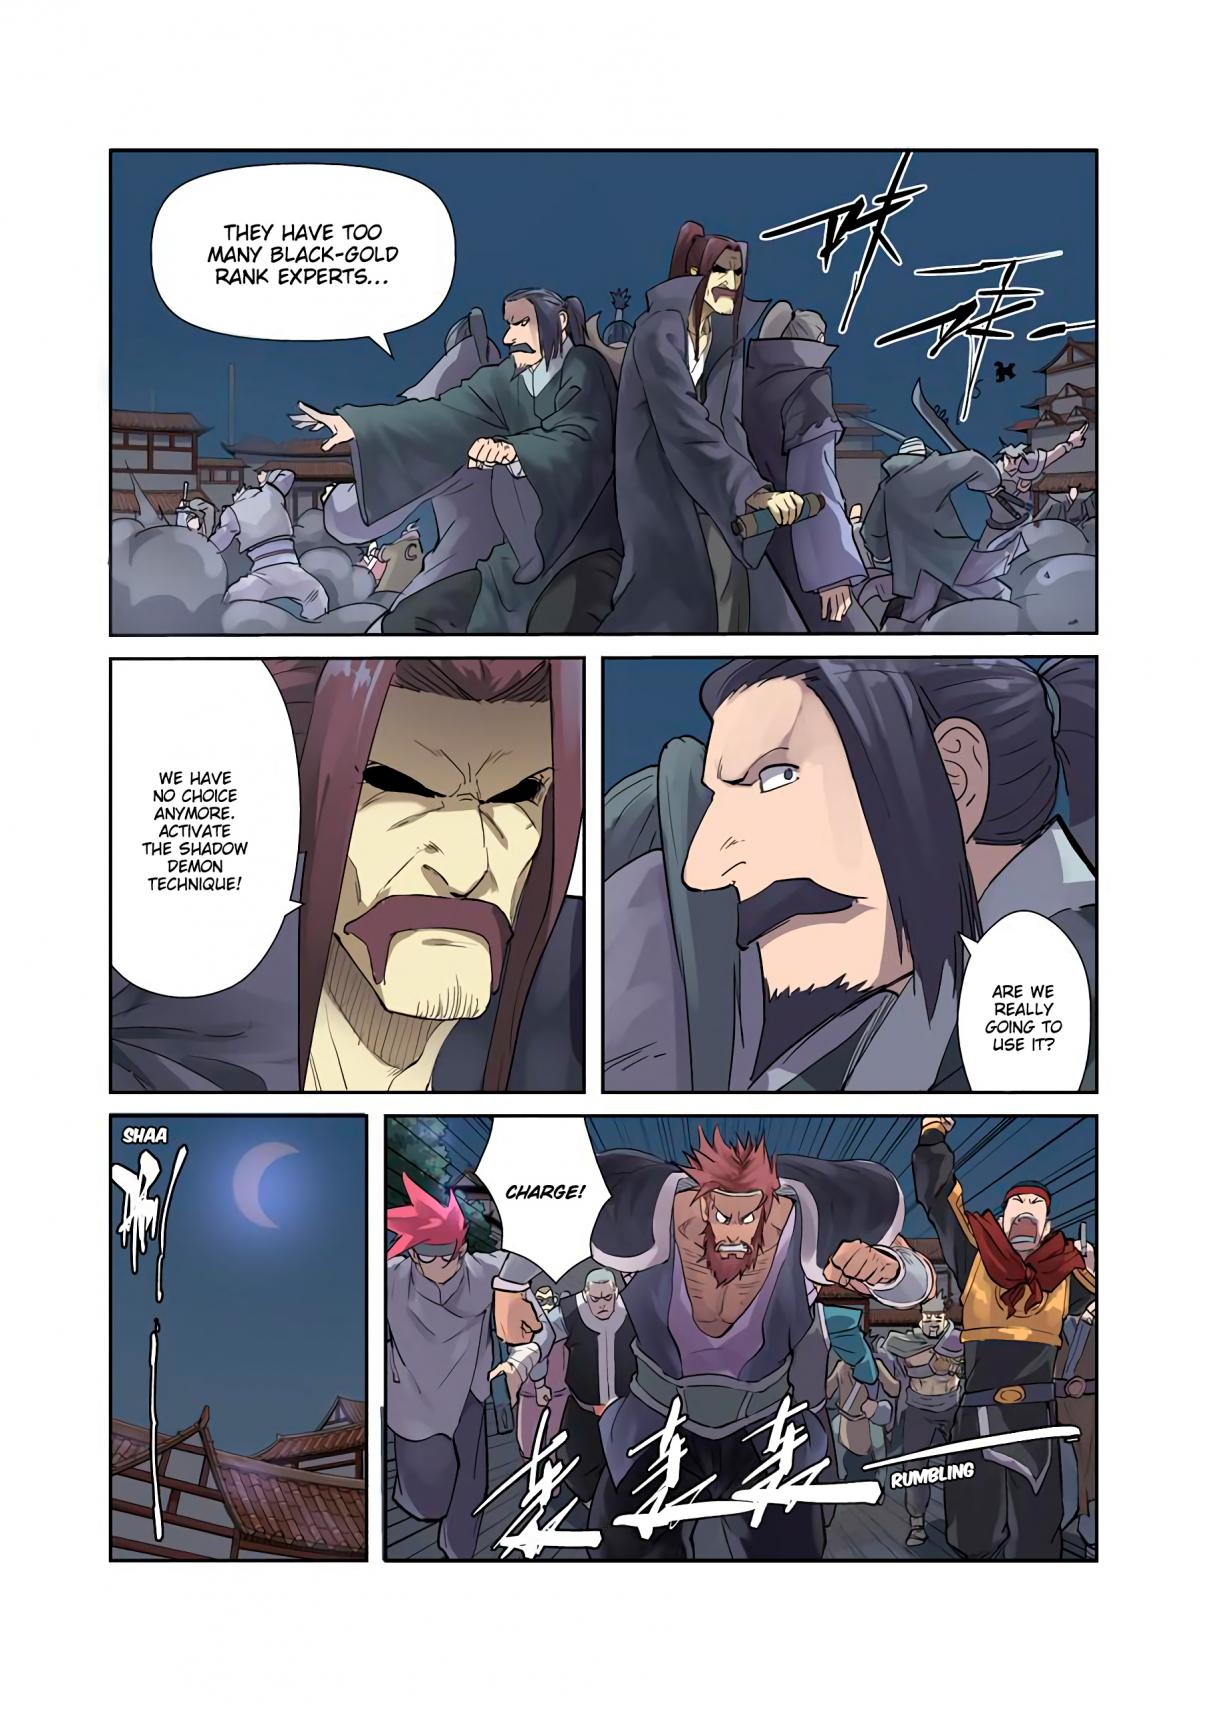 THEY HAVE TOO
MANY BLACK-GOLD
RANK EXPERTS...
WE HAVE
NO CHOICE
ANYMORE.
ACTIVATE
THE SHADOW
DEMON
TECHNIQUE!
ARE WE
REALLY
GOING TO
USE IT?
SHAA
CHARGE!
RUMBLING